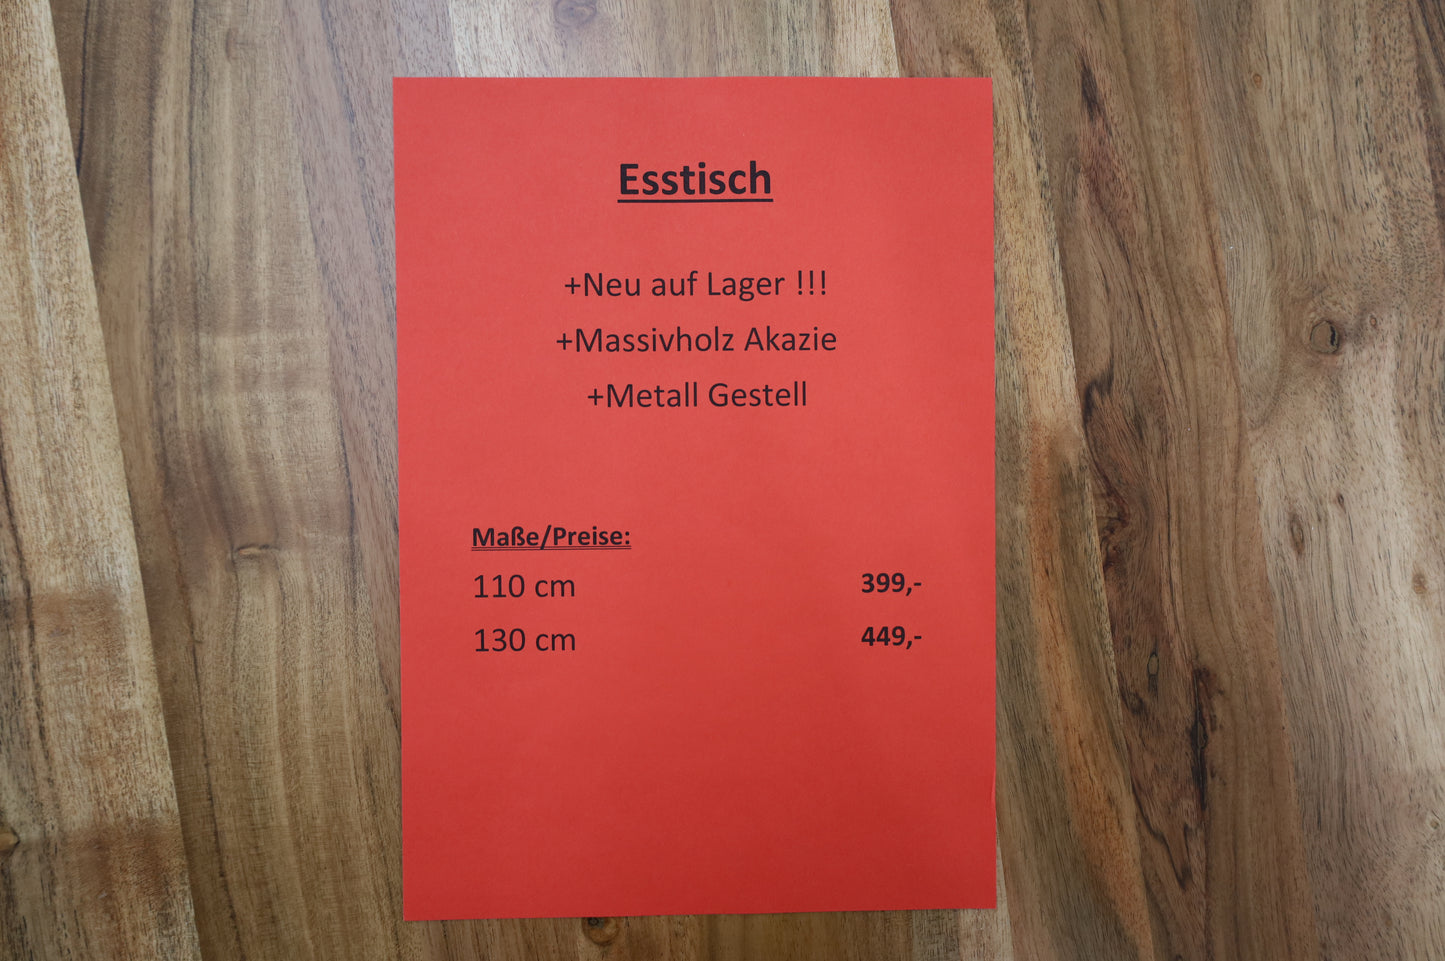 Esstisch
+Neu auf Lager !!!
+Massivholz Akazie
+Metall Gestell
Maße/Preise:
110 cm 399,-
130 cm 449,-